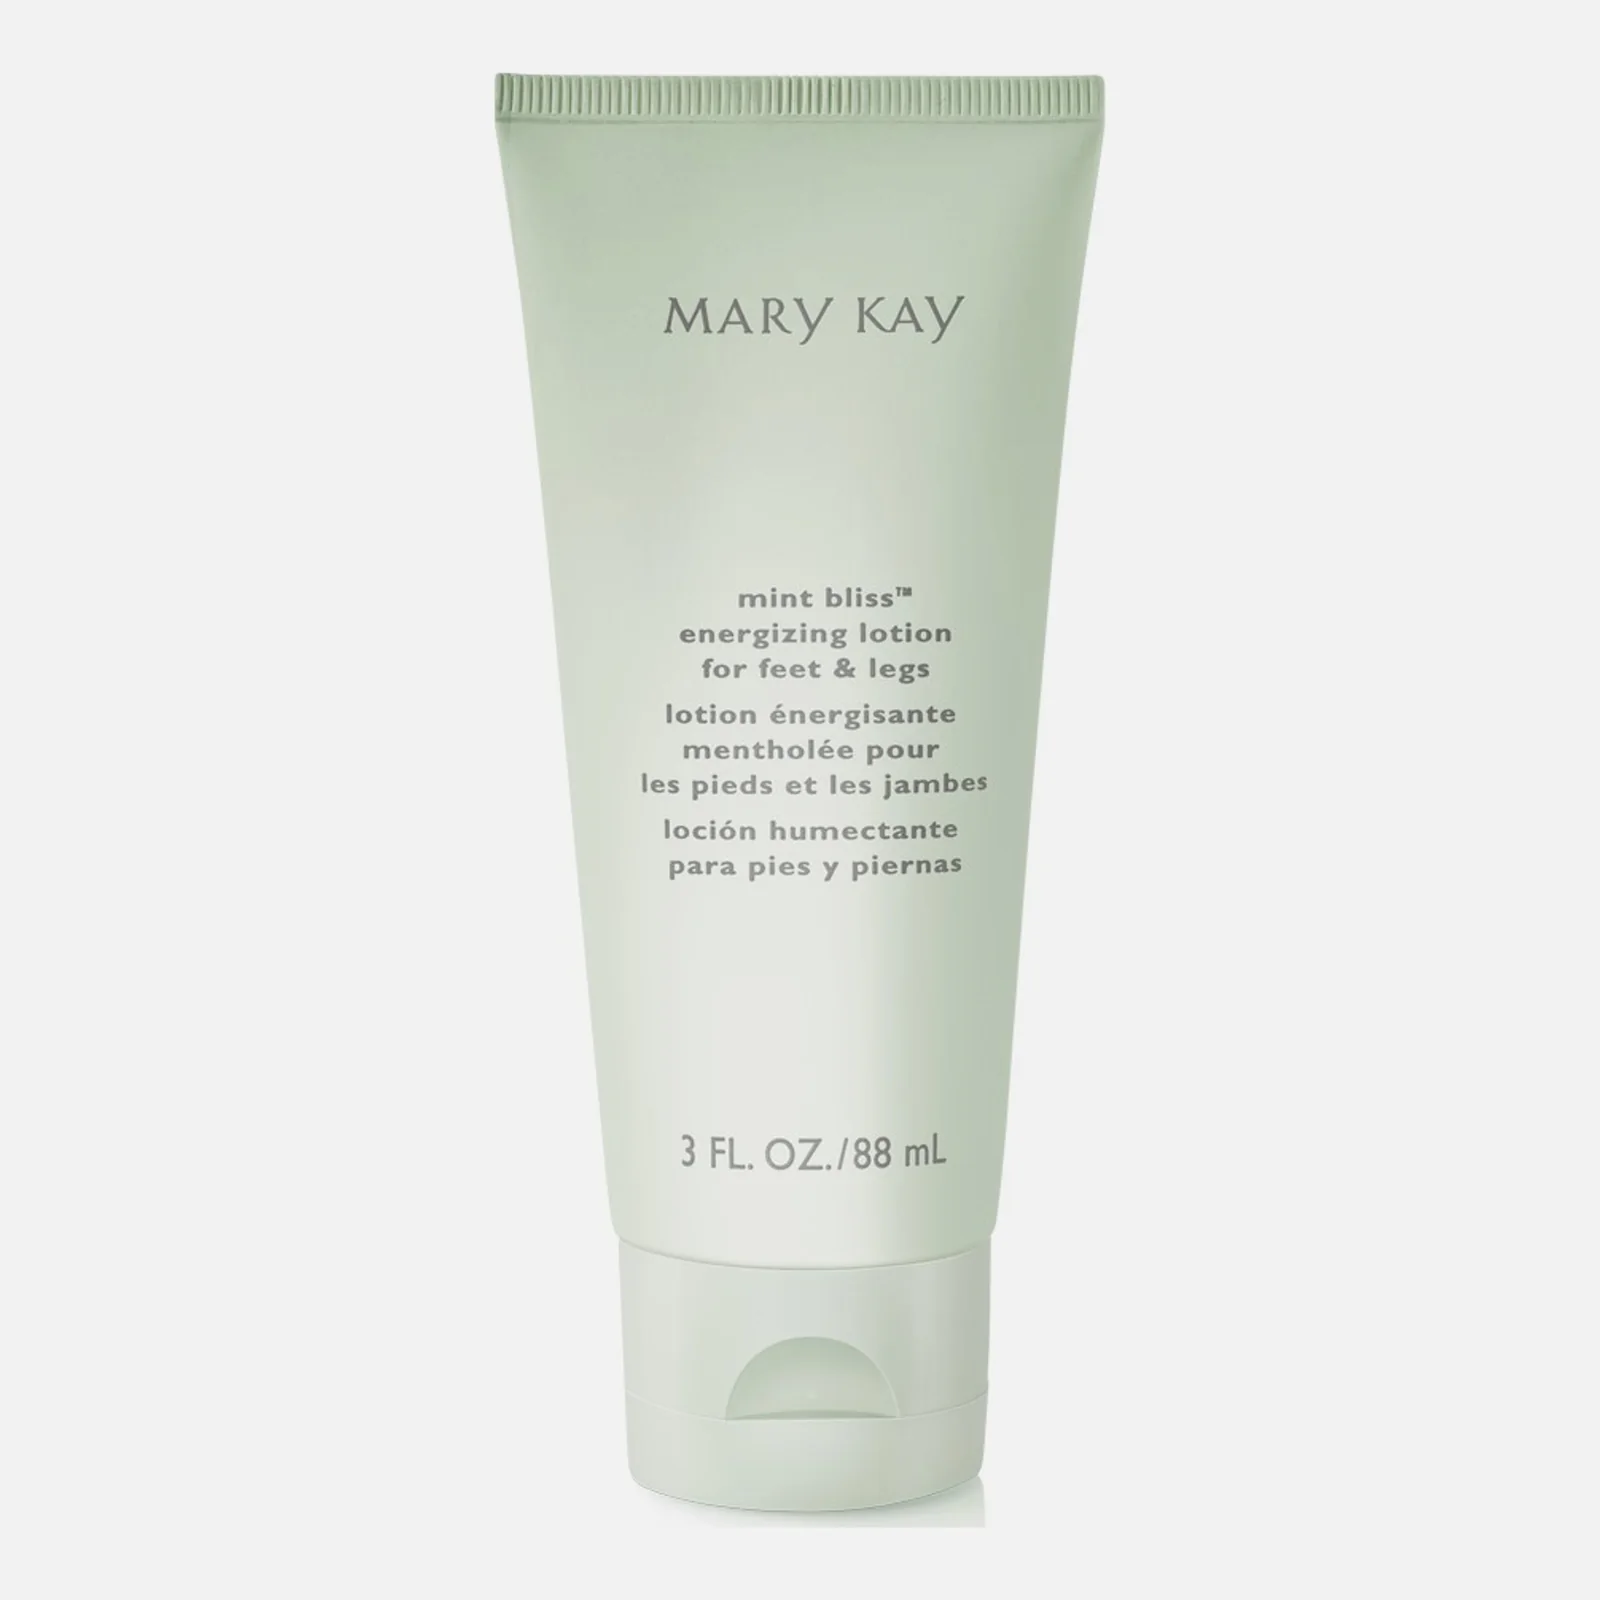 MARY KAY
mint bliss™
energizing lotion
for feet & legs
lotion énergisante
mentholée pour
les pieds et les jambes
loción humectante
para pies y piernas
3 FL. OZ./88 mL